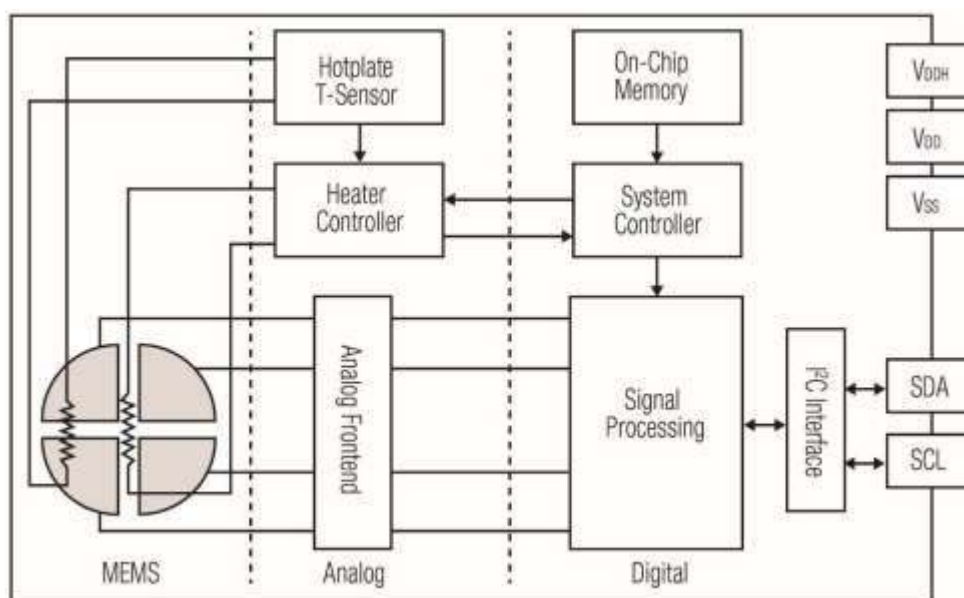 Hotplate
T-Sensor
On-Chip
Memory
VDDH
VDD
VSS
Heater
Controller
System
Controller
Analog Frontend
Signal
Processing
I²C Interface
SDA
SCL
MEMS
Analog
Digital